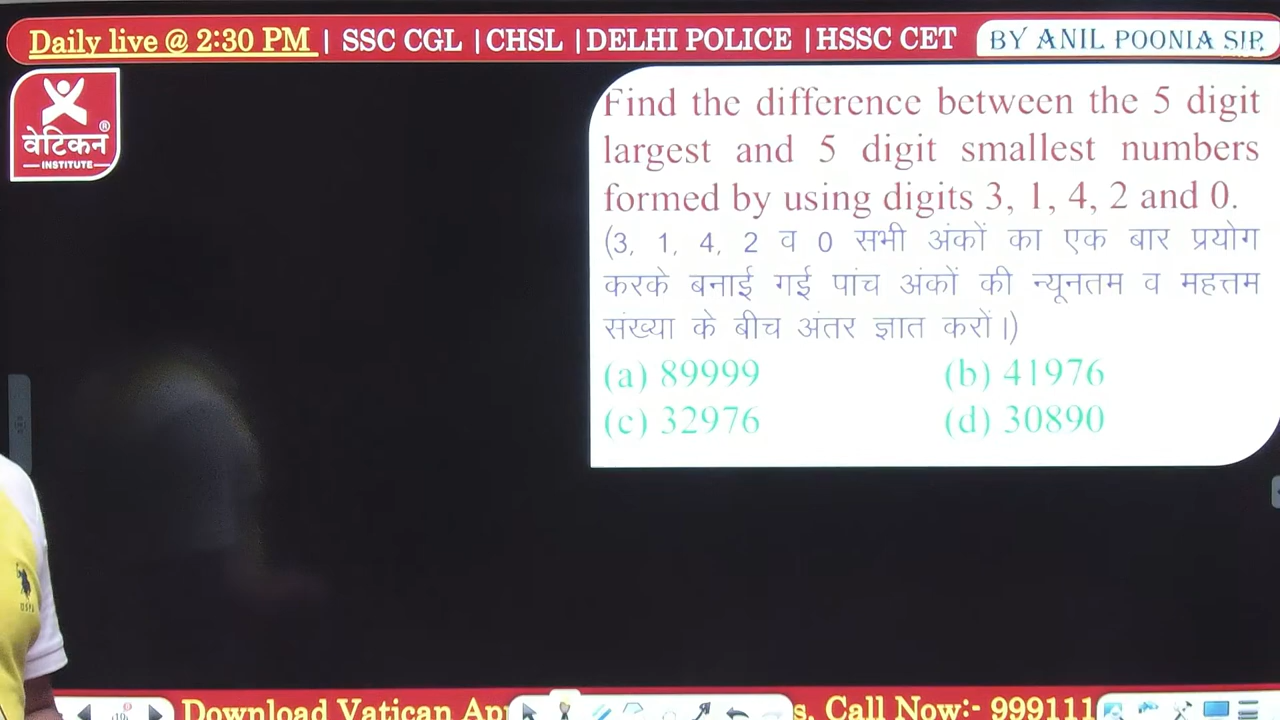 Daily live @ 2:30 PM | SSC CGL |CHSL |DELHI POLICE |HSSC CET BY ANIL POONIA SIR
वेटिकन ®
INSTITUTE
Find the difference between the 5 digit
largest and 5 digit smallest numbers
formed by using digits 3, 1, 4, 2 and 0.
(3, 1, 4, 2 व 0 सभी अंकों का एक बार प्रयोग
करके बनाई गई पांच अंकों की न्यूनतम व महत्तम
संख्या के बीच अंतर ज्ञात करों।)
(a) 89999 (b) 41976
(c) 32976 (d) 30890
Download Vatican App s, Call Now:- 999111